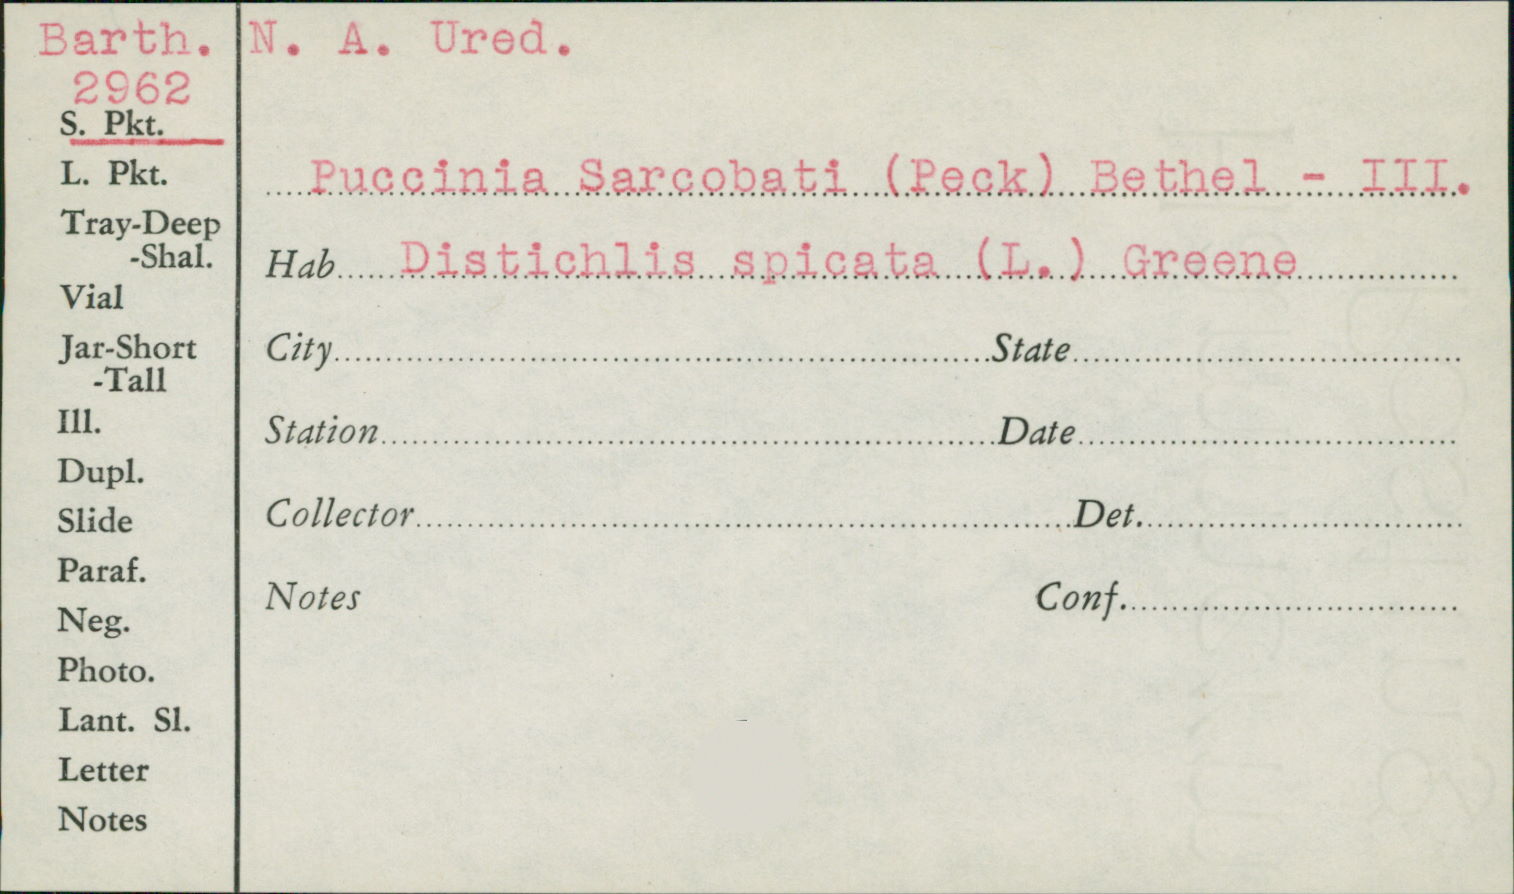 Barth. N. A. Ured.
2962
S. Pkt.
L. Pkt.
Puccinia Sarcobati (Peck) Bethel - III.
Tray-Deep
-Shal.
Hab. Distichlis spicata (L.) Greene
Vial
Jar-Short
-Tall
City State
Ill.
Station Date
Dupl.
Slide
Collector Det.
Paraf.
Neg.
Notes Conf.
Photo.
Lant. Sl.
Letter
Notes